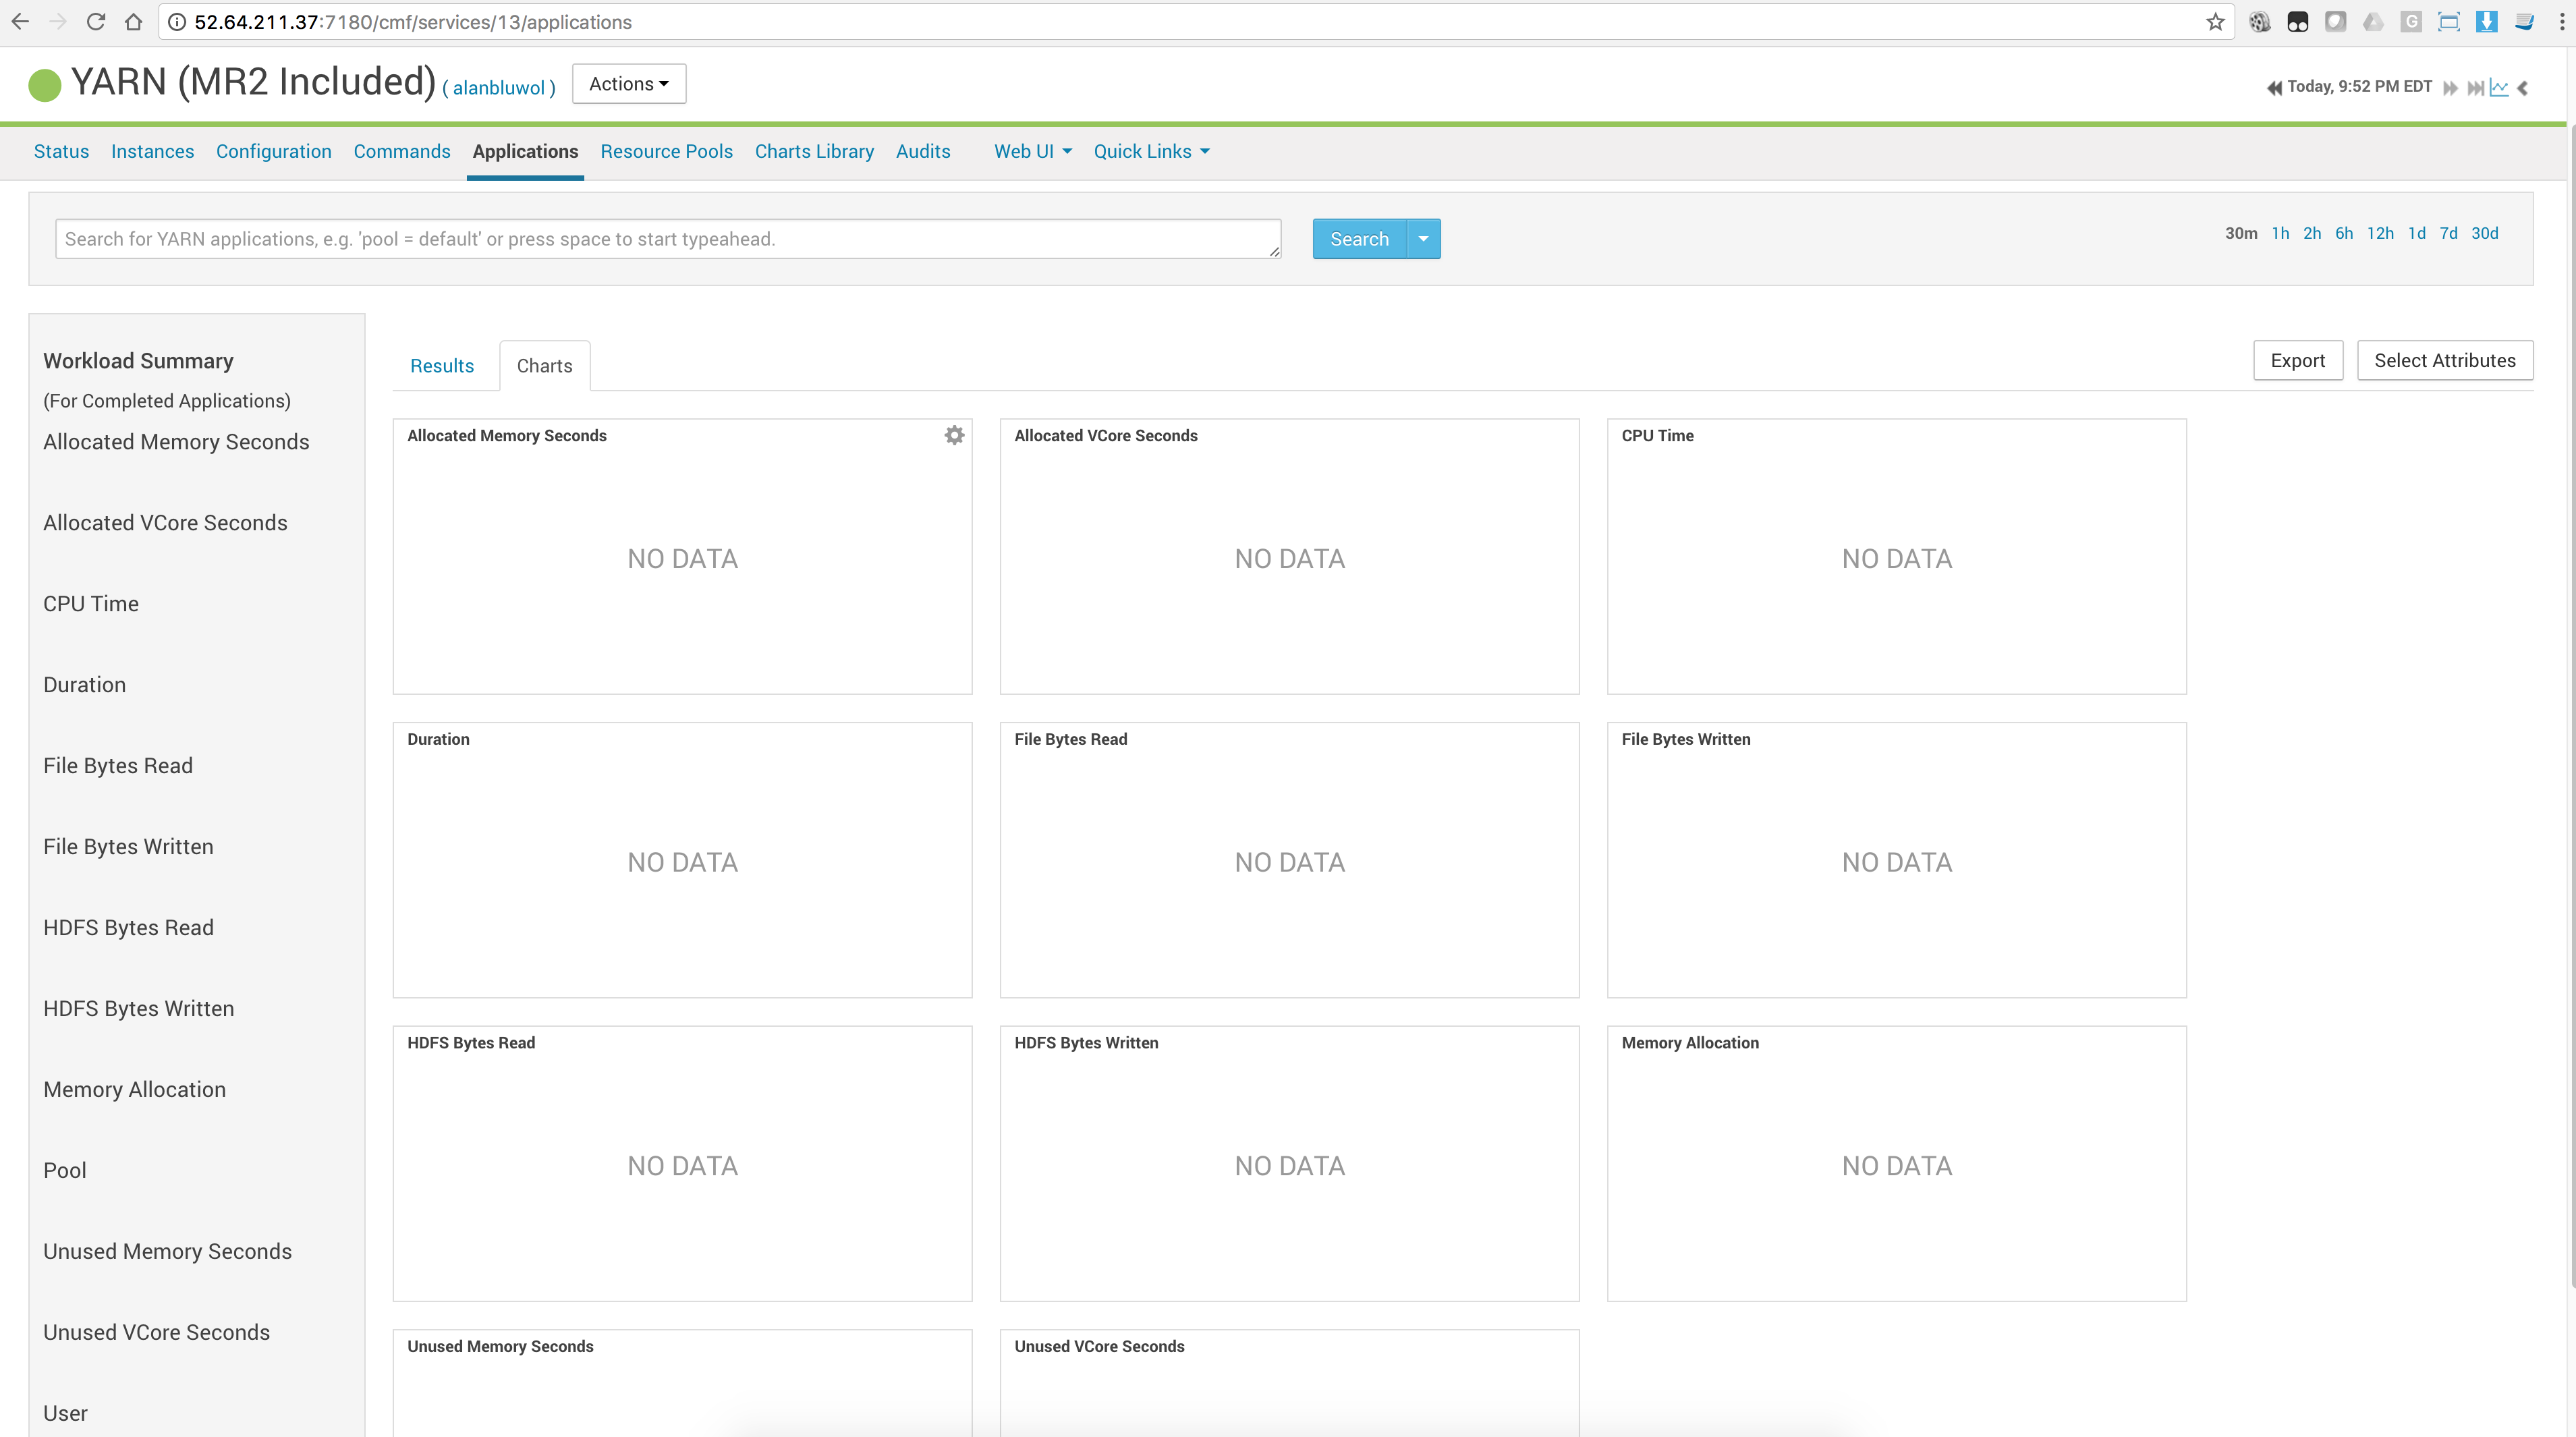 52.64.211.37:7180/cmf/services/13/applications
G
YARN (MR2 Included) ( alanbluwol ) Actions
Today, 9:52 PM EDT
Status Instances Configuration Commands Applications Resource Pools Charts Library Audits Web UI Quick Links
Search for YARN applications, e.g. 'pool = default' or press space to start typeahead.
Search
30m 1h 2h 6h 12h 1d 7d 30d
Workload Summary
(For Completed Applications)
Allocated Memory Seconds
Allocated VCore Seconds
CPU Time
Duration
File Bytes Read
File Bytes Written
HDFS Bytes Read
HDFS Bytes Written
Memory Allocation
Pool
Unused Memory Seconds
Unused VCore Seconds
User
Results Charts
Export Select Attributes
Allocated Memory Seconds
NO DATA
Allocated VCore Seconds
NO DATA
CPU Time
NO DATA
Duration
NO DATA
File Bytes Read
NO DATA
File Bytes Written
NO DATA
HDFS Bytes Read
NO DATA
HDFS Bytes Written
NO DATA
Memory Allocation
NO DATA
Unused Memory Seconds
Unused VCore Seconds